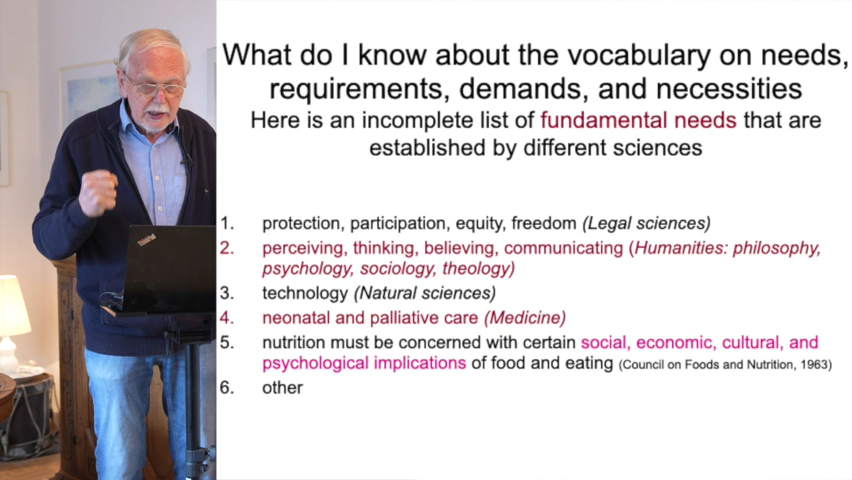 What do I know about the vocabulary on needs,
requirements, demands, and necessities
Here is an incomplete list of fundamental needs that are
established by different sciences
1. protection, participation, equity, freedom (Legal sciences)
2. perceiving, thinking, believing, communicating (Humanities: philosophy,
psychology, sociology, theology)
3. technology (Natural sciences)
4. neonatal and palliative care (Medicine)
5. nutrition must be concerned with certain social, economic, cultural, and
psychological implications of food and eating (Council on Foods and Nutrition, 1963)
6. other
ThinkPad